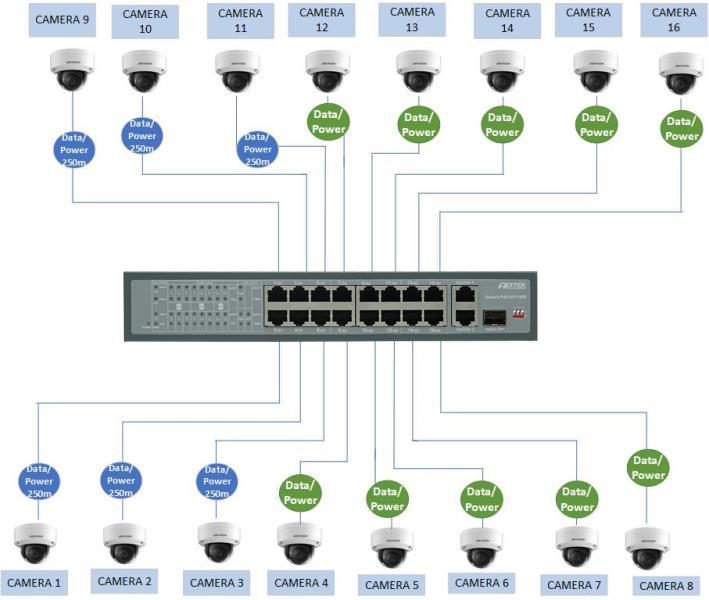 CAMERA 9
CAMERA
10
CAMERA
11
CAMERA
12
CAMERA
13
CAMERA
14
CAMERA
15
CAMERA
16
Data/
Power
250m
Data/
Power
250m
Data/
Power
250m
Data/
Power
Data/
Power
Data/
Power
Data/
Power
Data/
Power
APTEK
Data/
Power
250m
Data/
Power
250m
Data/
Power
250m
Data/
Power
Data/
Power
Data/
Power
Data/
Power
Data/
Power
CAMERA 1
CAMERA 2
CAMERA 3
CAMERA 4
CAMERA 5
CAMERA 6
CAMERA 7
CAMERA 8